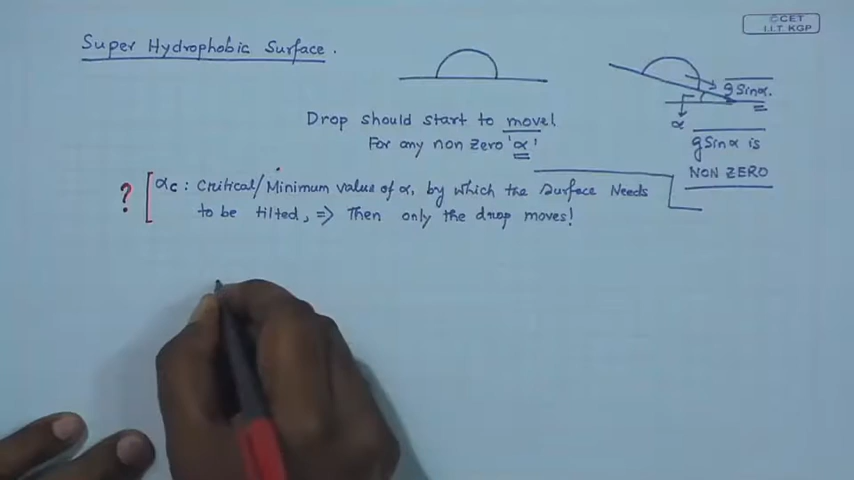 ©CET
I.I.T KGP
Super Hydrophobic Surface.
g Sinα.
α
Drop should start to move!
For any non zero 'α'
gSinα is
NON ZERO
? [ αc : Critical/Minimum value of α, by which the Surface Needs
to be tilted, => Then only the drop moves!